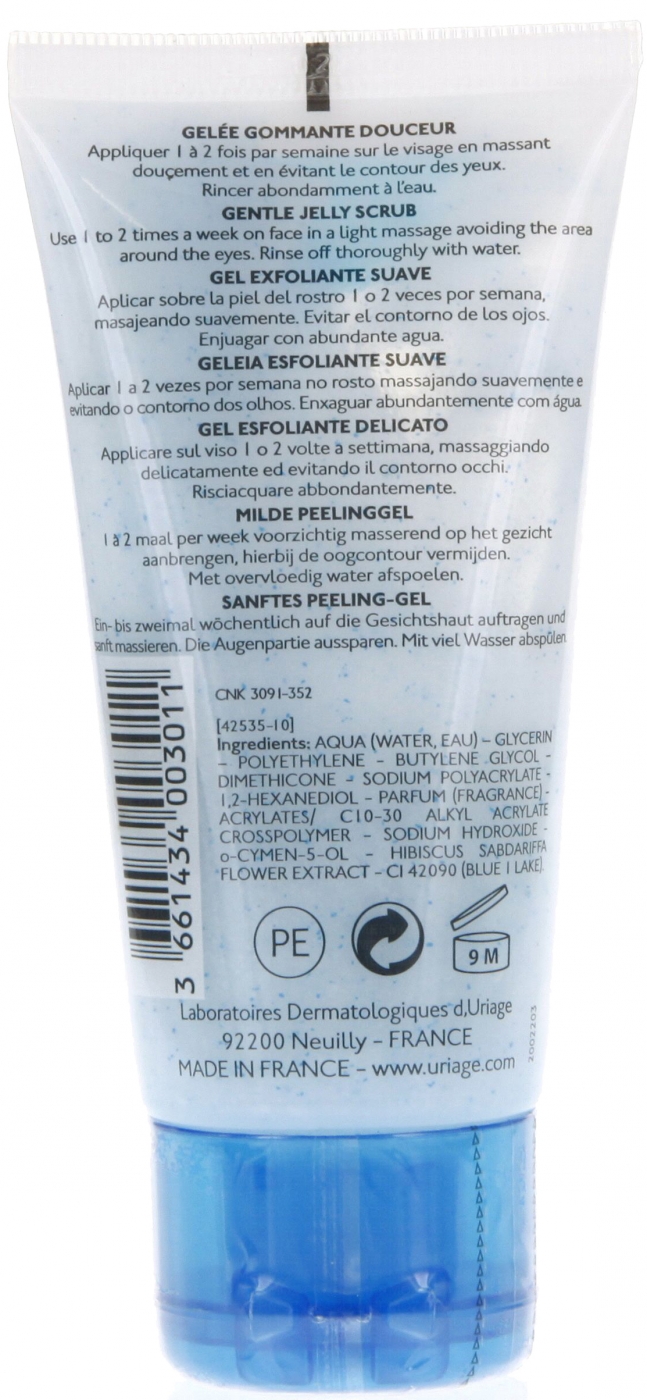 GELÉE GOMMANTE DOUCEUR
Appliquer 1 à 2 fois par semaine sur le visage en massant
douçement et en évitant le contour des yeux.
Rincer abondamment à l'eau.
GENTLE JELLY SCRUB
Use 1 to 2 times a week on face in a light massage avoiding the area
around the eyes. Rinse off thoroughly with water.
GEL EXFOLIANTE SUAVE
Aplicar sobre la piel del rostro 1 o 2 veces por semana,
masajeando suavemente. Evitar el contorno de los ojos.
Enjuagar con abundante agua.
GELEIA ESFOLIANTE SUAVE
Aplicar 1 a 2 vezes por semana no rosto massajando suavemente e
evitando o contorno dos olhos. Enxaguar abundantemente com água.
GEL ESFOLIANTE DELICATO
Applicare sul viso 1 o 2 volte a settimana, massaggiando
delicatamente ed evitando il contorno occhi.
Risciacquare abbondantemente.
MILDE PEELINGGEL
1 à 2 maal per week voorzichtig masserend op het gezicht
aanbrengen, hierbij de oogcontour vermijden.
Met overvloedig water afspoelen.
SANFTES PEELING-GEL
Ein- bis zweimal wöchentlich auf die Gesichtshaut auftragen und
sanft massieren. Die Augenpartie aussparen. Mit viel Wasser abspülen.
3 661434 003011
CNK 3091-352
[42535-10]
Ingredients: AQUA (WATER, EAU) – GLYCERIN
– POLYETHYLENE – BUTYLENE GLYCOL -
DIMETHICONE - SODIUM POLYACRYLATE -
1,2-HEXANEDIOL - PARFUM (FRAGRANCE) -
ACRYLATES/ C10-30 ALKYL ACRYLATE
CROSSPOLYMER – SODIUM HYDROXIDE -
o-CYMEN-5-OL – HIBISCUS SABDARIFFA
FLOWER EXTRACT - CI 42090 (BLUE 1 LAKE).
PE
9 M
Laboratoires Dermatologiques d,Uriage
92200 Neuilly – FRANCE
MADE IN FRANCE – www.uriage.com
2002203